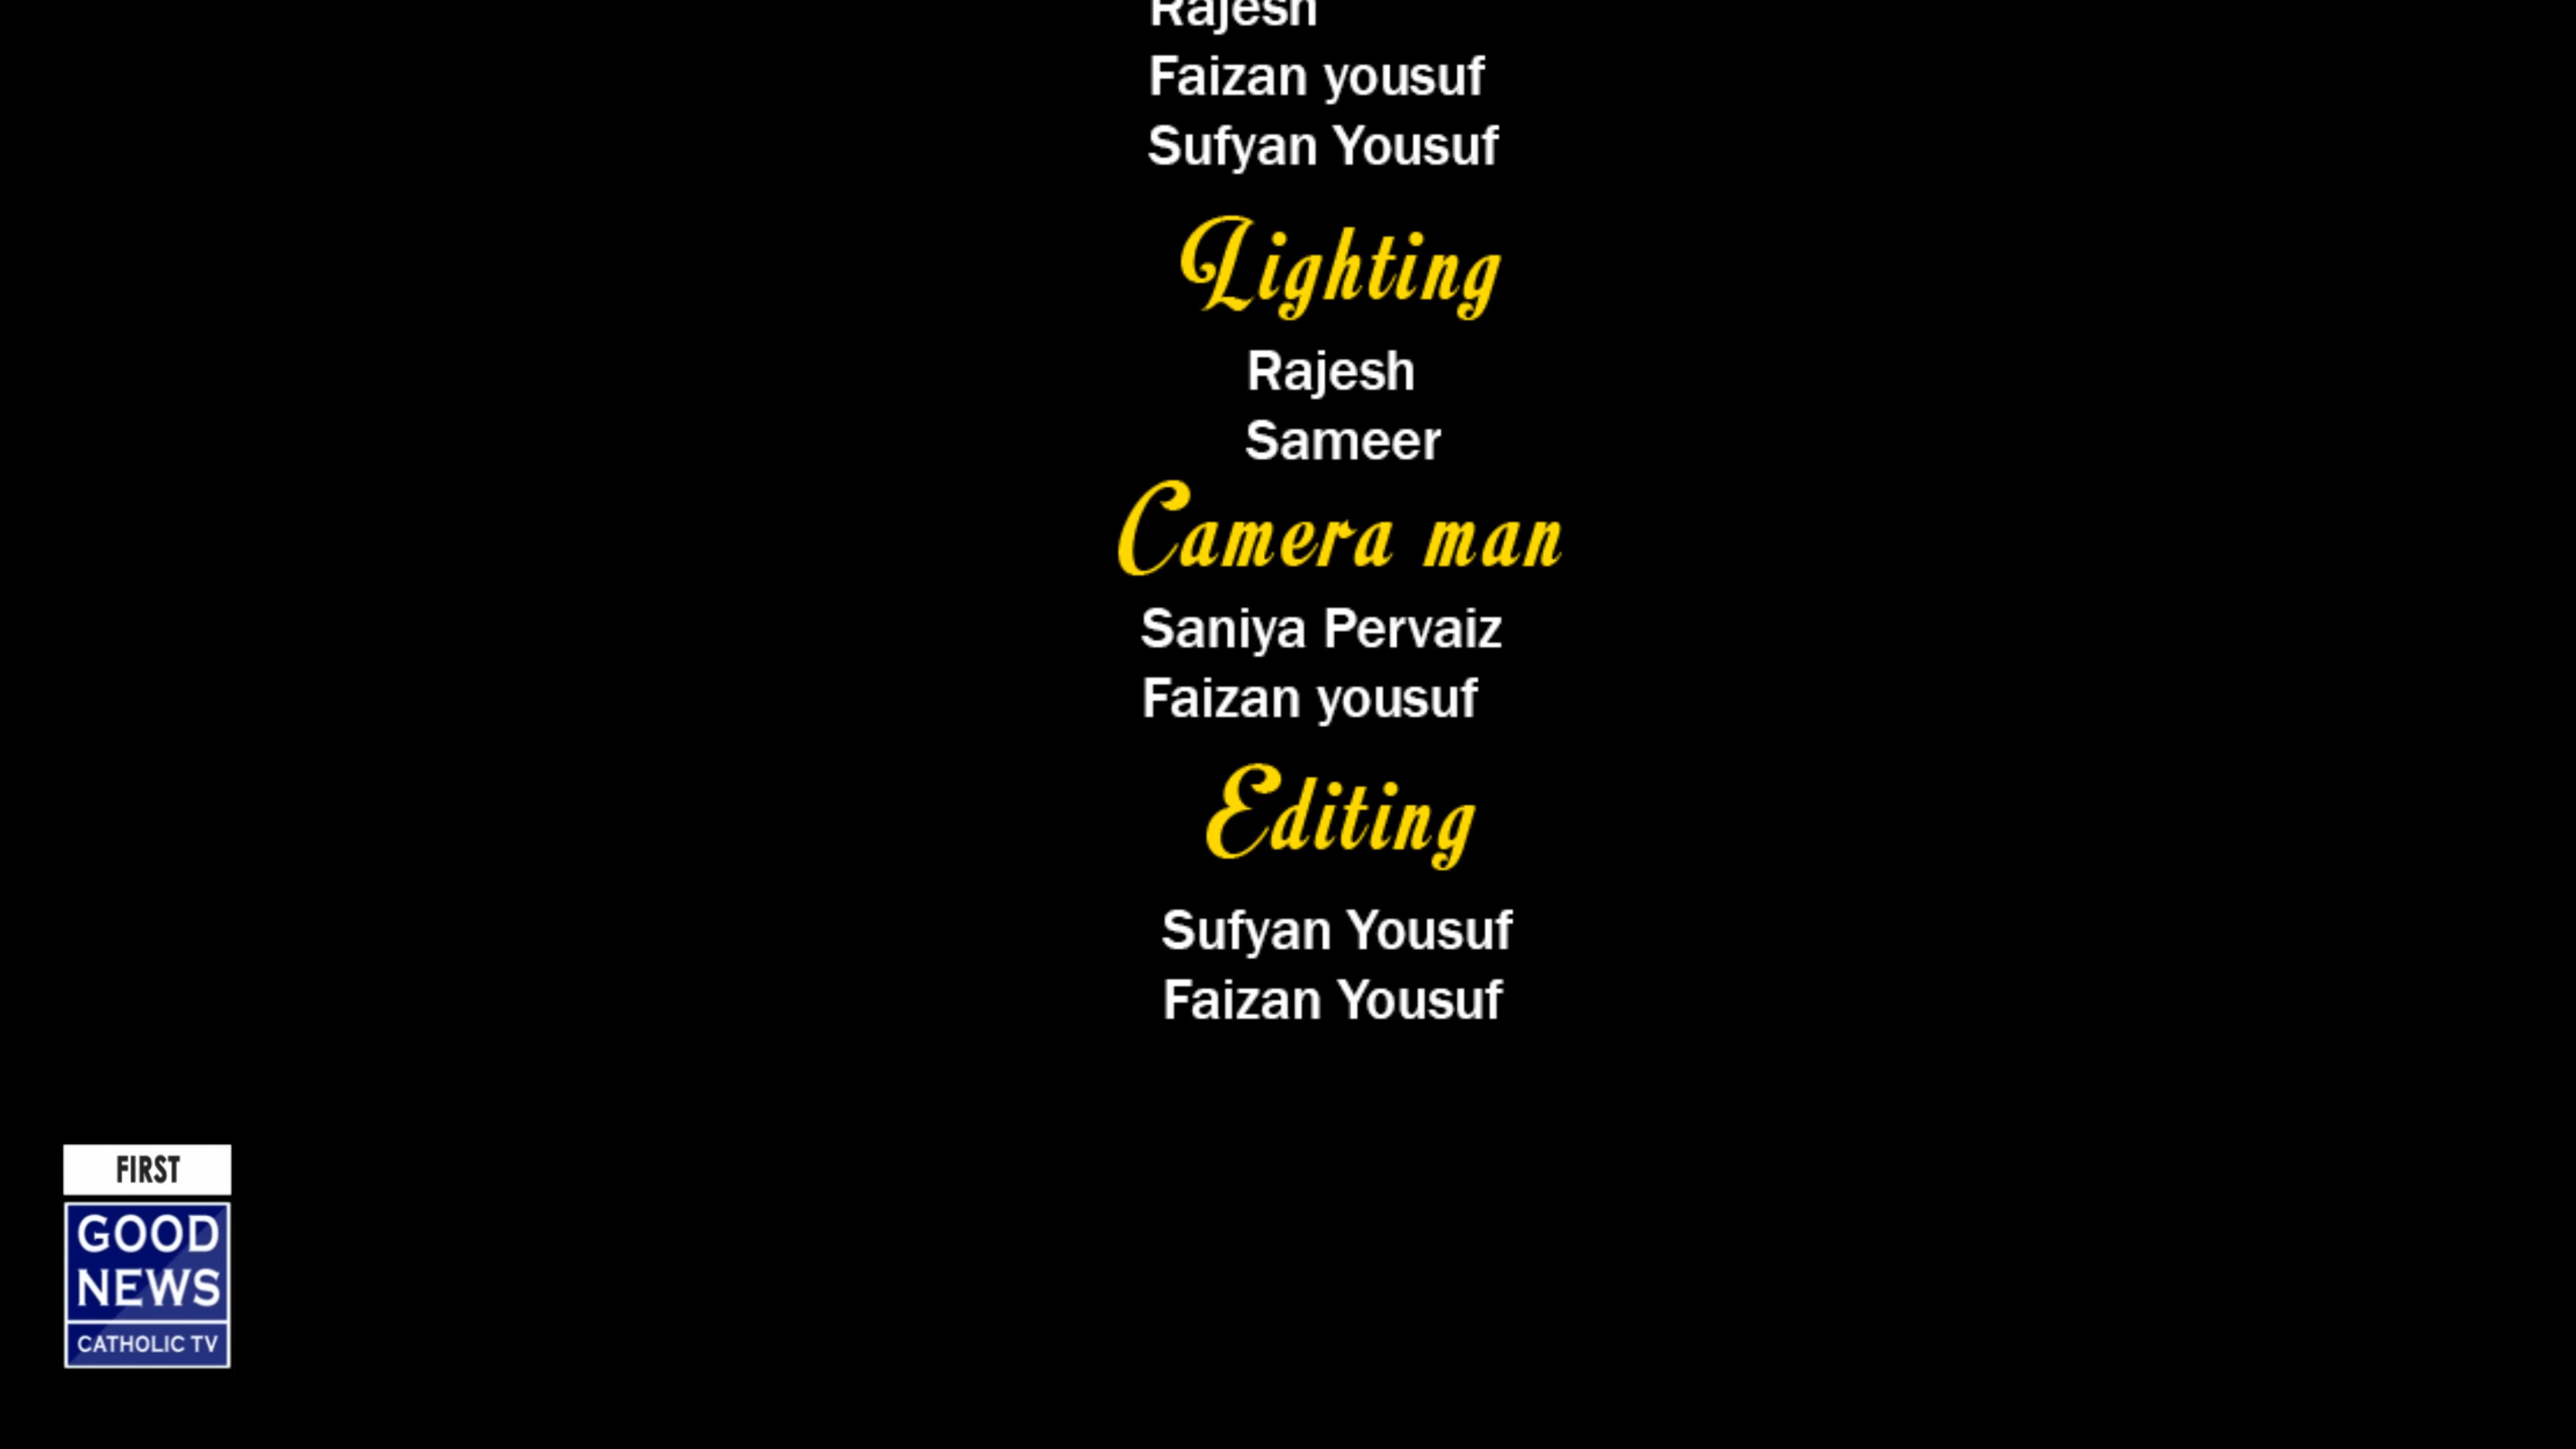 Rajesh
Faizan yousuf
Sufyan Yousuf
Lighting
Rajesh
Sameer
Camera man
Saniya Pervaiz
Faizan yousuf
Editing
Sufyan Yousuf
Faizan Yousuf
FIRST
GOOD
NEWS
CATHOLIC TV